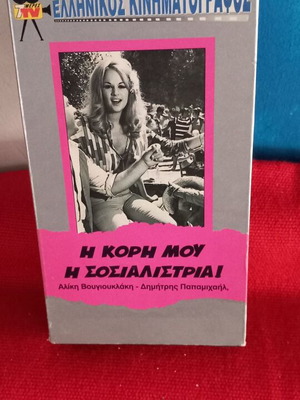 ΕΛΛΗΝΙΚΟΣ ΚΙΝΗΜΑΤΟΓΡΑΦΟΣ
Η ΚΟΡΗ ΜΟΥ
Η ΣΟΣΙΑΛΙΣΤΡΙΑ!
Αλίκη Βουγιουκλάκη - Δημήτρης Παπαμιχαήλ,